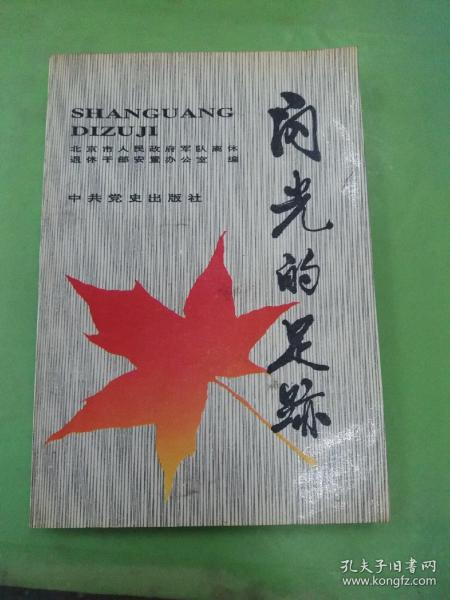 SHANGUANG
DIZUJI
北京市人民政府军队离休
退休干部安置办公室 编
中共党史出版社
闪光的足迹
孔夫子旧书网
www.kongfz.com